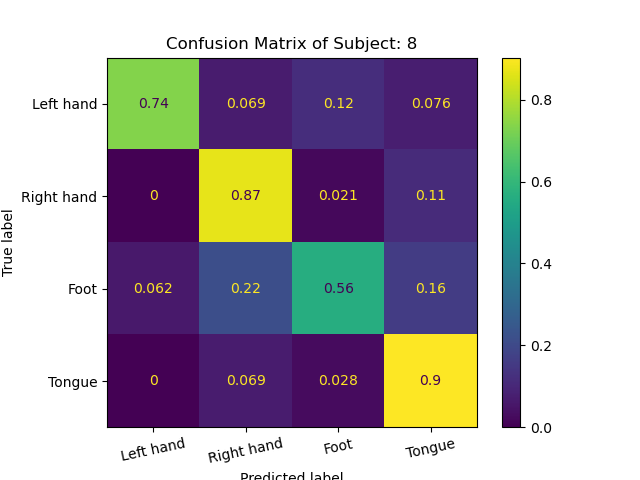 Confusion Matrix of Subject: 8
True label
Left hand 0.74 0.069 0.12 0.076
Right hand 0 0.87 0.021 0.11
Foot 0.062 0.22 0.56 0.16
Tongue 0 0.069 0.028 0.9
Left hand Right hand Foot Tongue
Predicted label
0.8
0.6
0.4
0.2
0.0